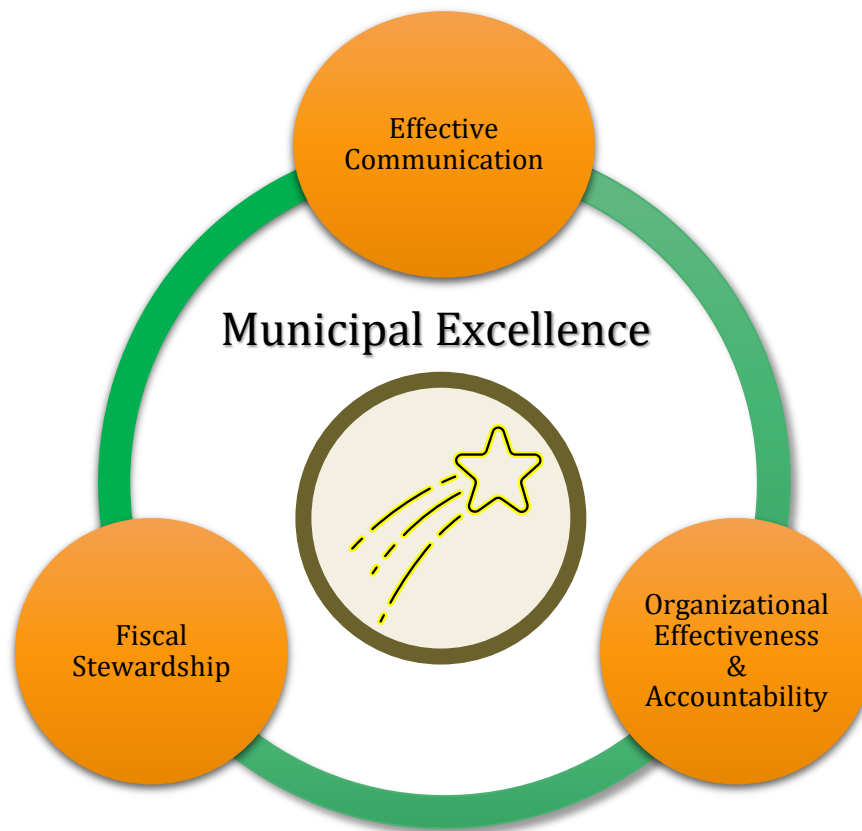 Effective
Communication
Municipal Excellence
Fiscal
Stewardship
Organizational
Effectiveness
&
Accountability